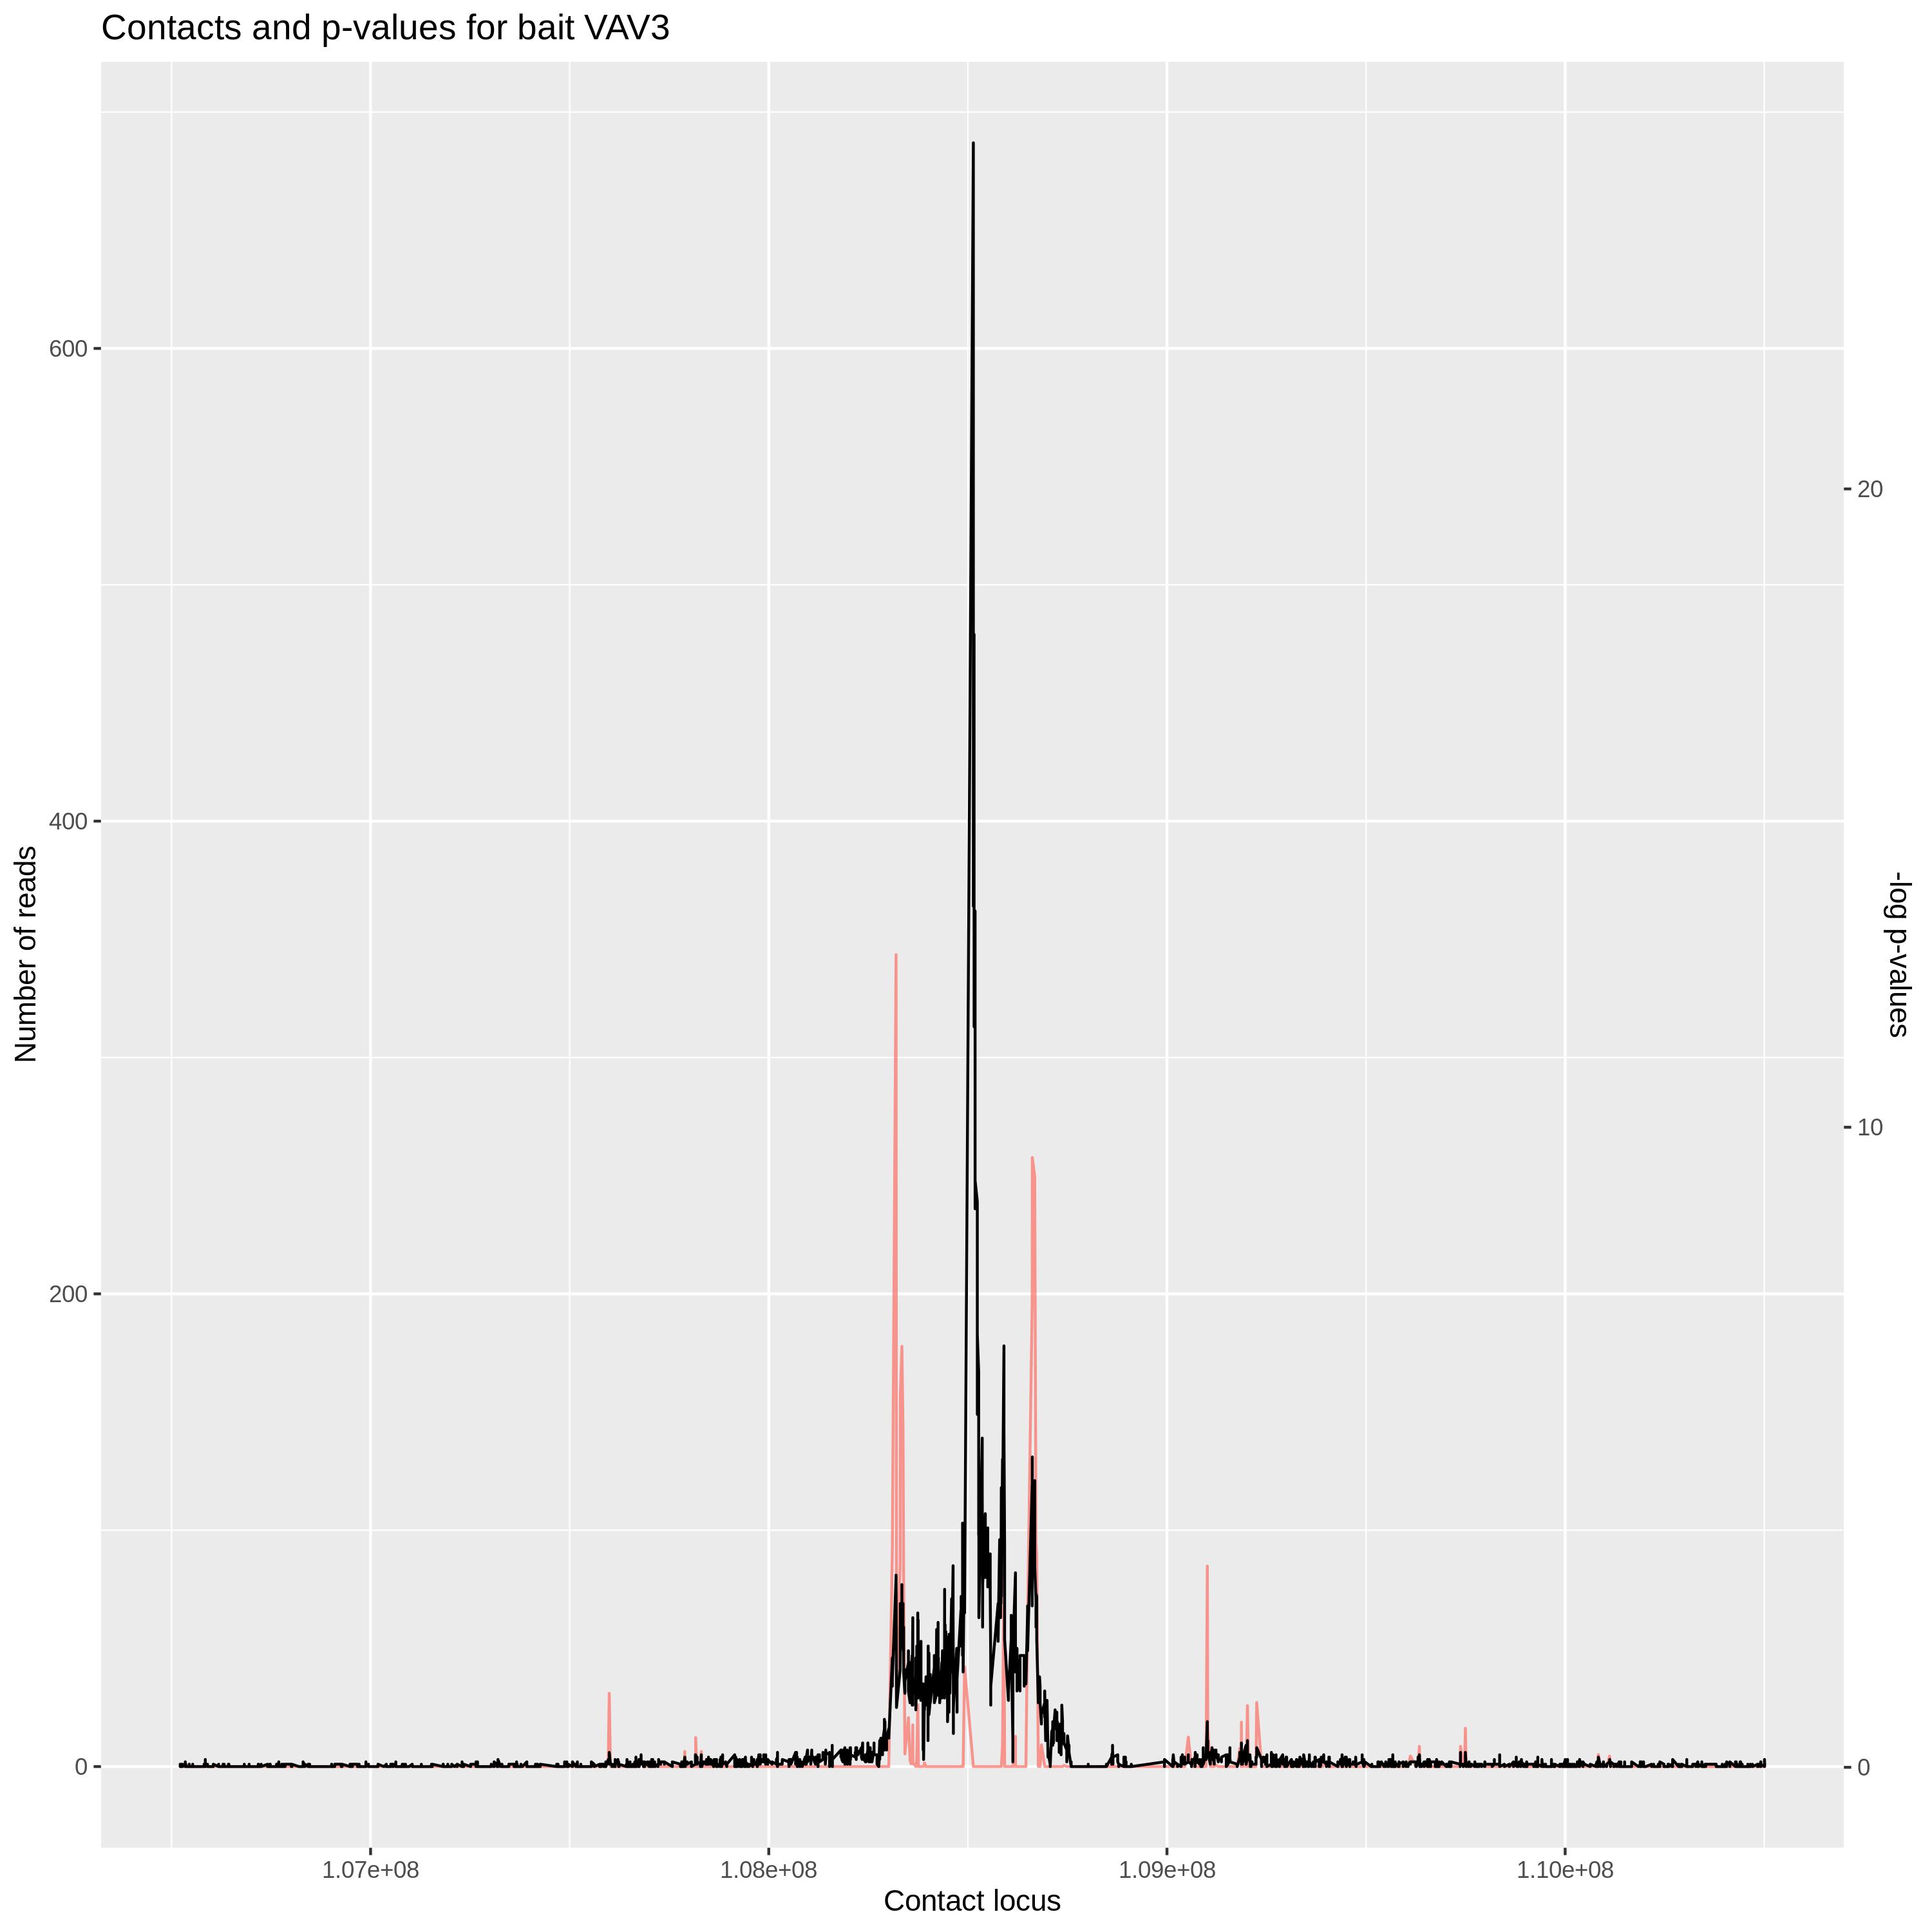 Contacts and p-values for bait VAV3
Number of reads
600
400
200
0
20
10
0
-log p-values
1.07e+08
1.08e+08
1.09e+08
1.10e+08
Contact locus